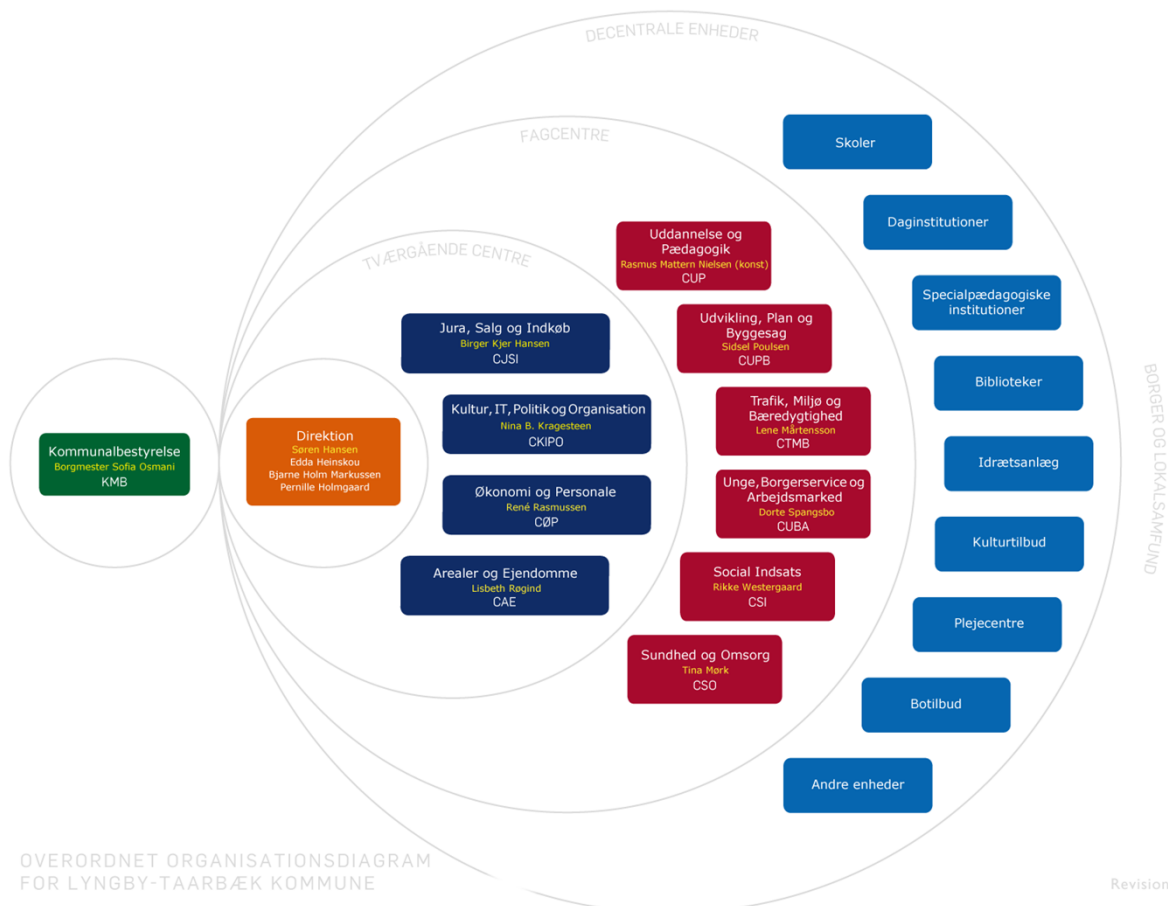 DECENTRALE ENHEDER
FAGCENTRE
TVÆRGÅENDE CENTRE
BORGER OG LOKALSAMFUND
Kommunalbestyrelse
Borgmester Sofia Osmani
KMB
Direktion
Søren Hansen
Edda Heinskou
Bjarne Holm Markussen
Pernille Holmgaard
Jura, Salg og Indkøb
Birger Kjer Hansen
CJSI
Kultur, IT, Politik og Organisation
Nina B. Kragesteen
CKIPO
Økonomi og Personale
René Rasmussen
CØP
Arealer og Ejendomme
Lisbeth Røgind
CAE
Uddannelse og
Pædagogik
Rasmus Mattern Nielsen (konst)
CUP
Udvikling, Plan og
Byggesag
Sidsel Poulsen
CUPB
Trafik, Miljø og
Bæredygtighed
Lene Mårtensson
CTMB
Unge, Borgerservice og
Arbejdsmarked
Dorte Spangsbo
CUBA
Social Indsats
Rikke Westergaard
CSI
Sundhed og Omsorg
Tina Mørk
CSO
Skoler
Daginstitutioner
Specialpædagogiske
institutioner
Biblioteker
Idrætsanlæg
Kulturtilbud
Plejecentre
Botilbud
Andre enheder
OVERORDNET ORGANISATIONSDIAGRAM
FOR LYNGBY-TAARBÆK KOMMUNE
Revision